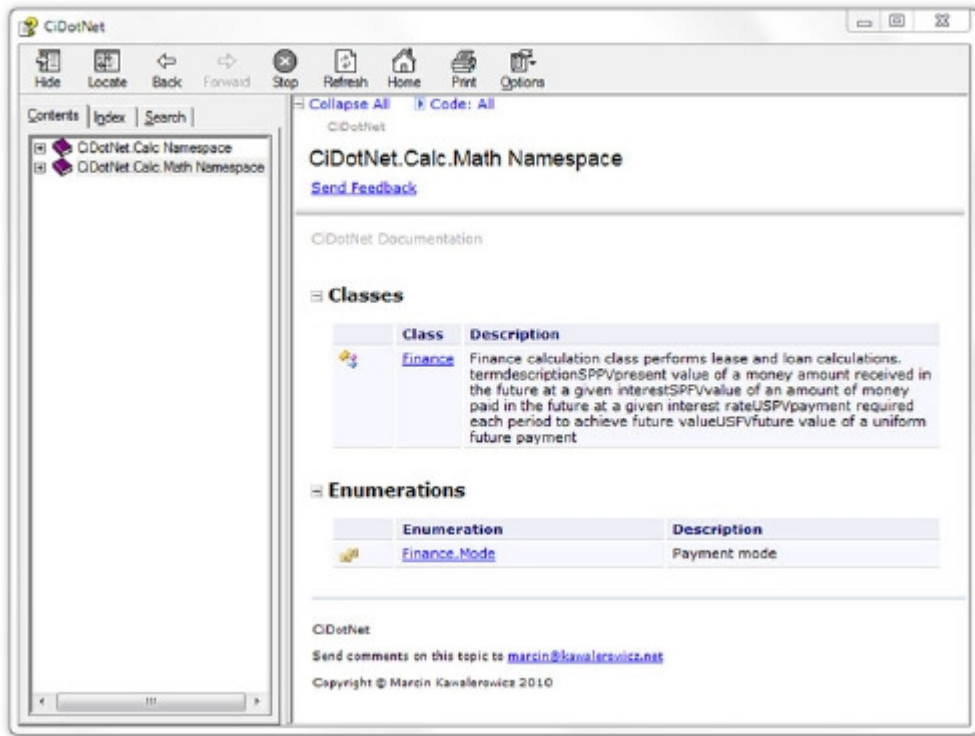 CiDotNet
Hide Locate Back Forward Stop Refresh Home Print Options
Contents Index Search
CiDotNet.Calc Namespace
CiDotNet.Calc.Math Namespace
Collapse All Code: All
CiDotNet
CiDotNet.Calc.Math Namespace
Send Feedback
CiDotNet Documentation
Classes
Class Description
Finance Finance calculation class performs lease and loan calculations.
termdescriptionSPPVpresent value of a money amount received in
the future at a given interestSPFVvalue of an amount of money
paid in the future at a given interest rateUSPVpayment required
each period to achieve future valueUSFVfuture value of a uniform
future payment
Enumerations
Enumeration Description
Finance.Mode Payment mode
CiDotNet
Send comments on this topic to marcin@kawalerowicz.net
Copyright © Marcin Kawalerowicz 2010